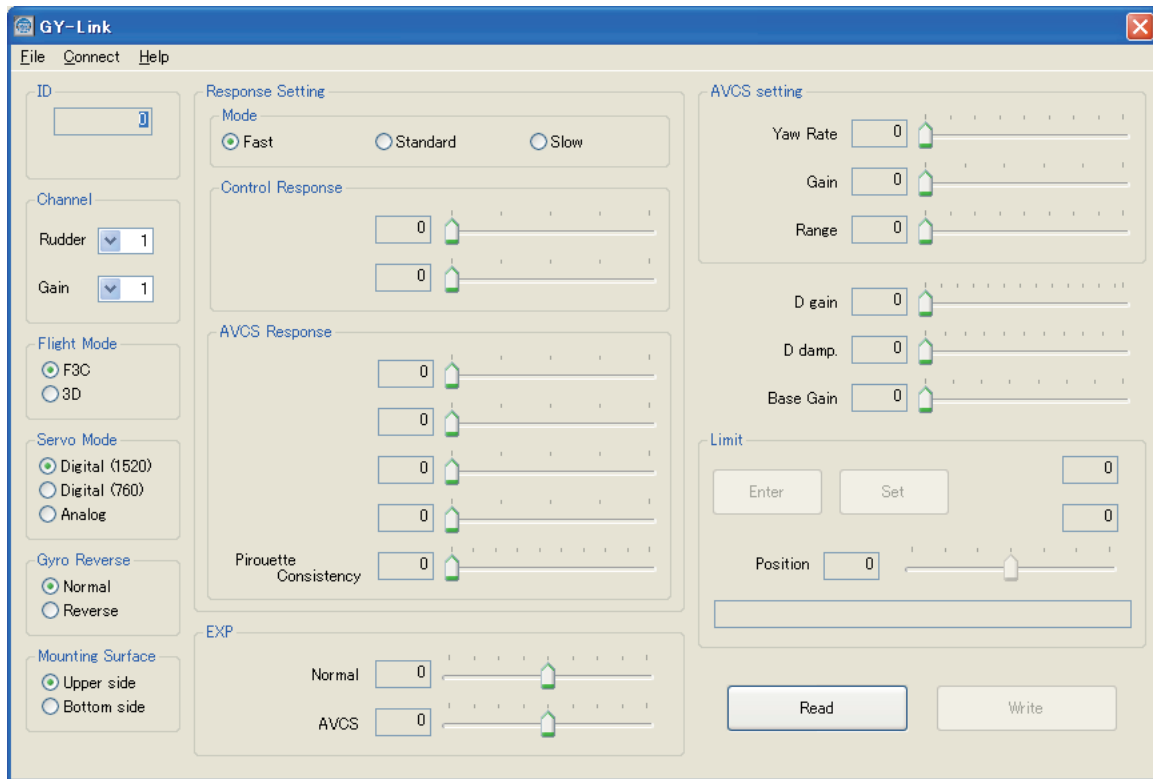 GY-Link
File Connect Help
ID
0
Channel
Rudder 1
Gain 1
Flight Mode
F3C
3D
Servo Mode
Digital (1520)
Digital (760)
Analog
Gyro Reverse
Normal
Reverse
Mounting Surface
Upper side
Bottom side
Response Setting
Mode
Fast Standard Slow
Control Response
0
0
AVCS Response
0
0
0
0
Pirouette
Consistency 0
EXP
Normal 0
AVCS 0
AVCS setting
Yaw Rate 0
Gain 0
Range 0
D gain 0
D damp. 0
Base Gain 0
Limit
Enter Set 0
0
Position 0
Read Write